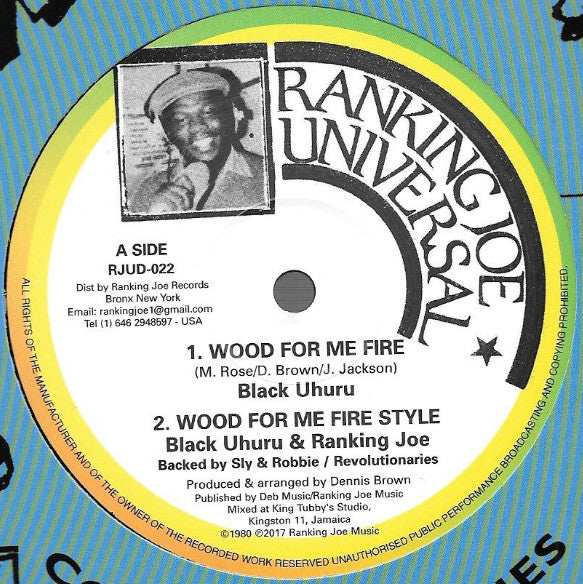 RANKING JOE
UNIVERSAL
A SIDE
RJUD-022
Dist by Ranking Joe Records
Bronx New York
Email: rankingjoe1@gmail.com
Tel (1) 646 2948597 - USA
1. WOOD FOR ME FIRE
(M. Rose/D. Brown/J. Jackson)
Black Uhuru
2. WOOD FOR ME FIRE STYLE
Black Uhuru & Ranking Joe
Backed by Sly & Robbie / Revolutionaries
Produced & arranged by Dennis Brown
Published by Deb Music/Ranking Joe Music
Mixed at King Tubby's Studio,
Kingston 11, Jamaica
©1980 ℗2017 Ranking Joe Music
ALL RIGHTS OF THE MANUFACTURER AND OF THE OWNER OF THE RECORDED WORK RESERVED UNAUTHORISED PUBLIC PERFORMANCE BROADCASTING AND COPYING PROHIBITED.